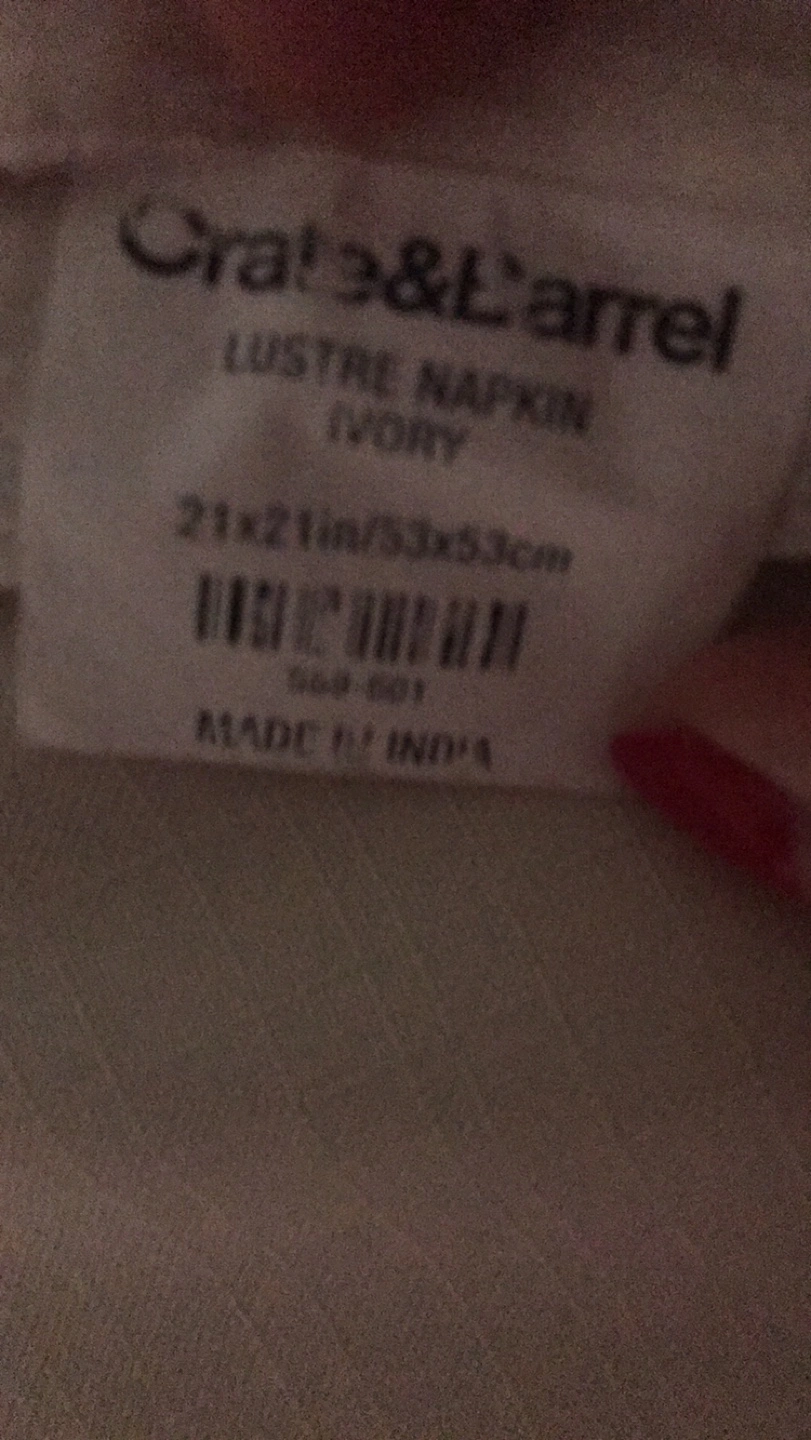 Crate&Barrel
LUSTRE NAPKIN
IVORY
21x21in/53x53cm
MADE IN INDIA